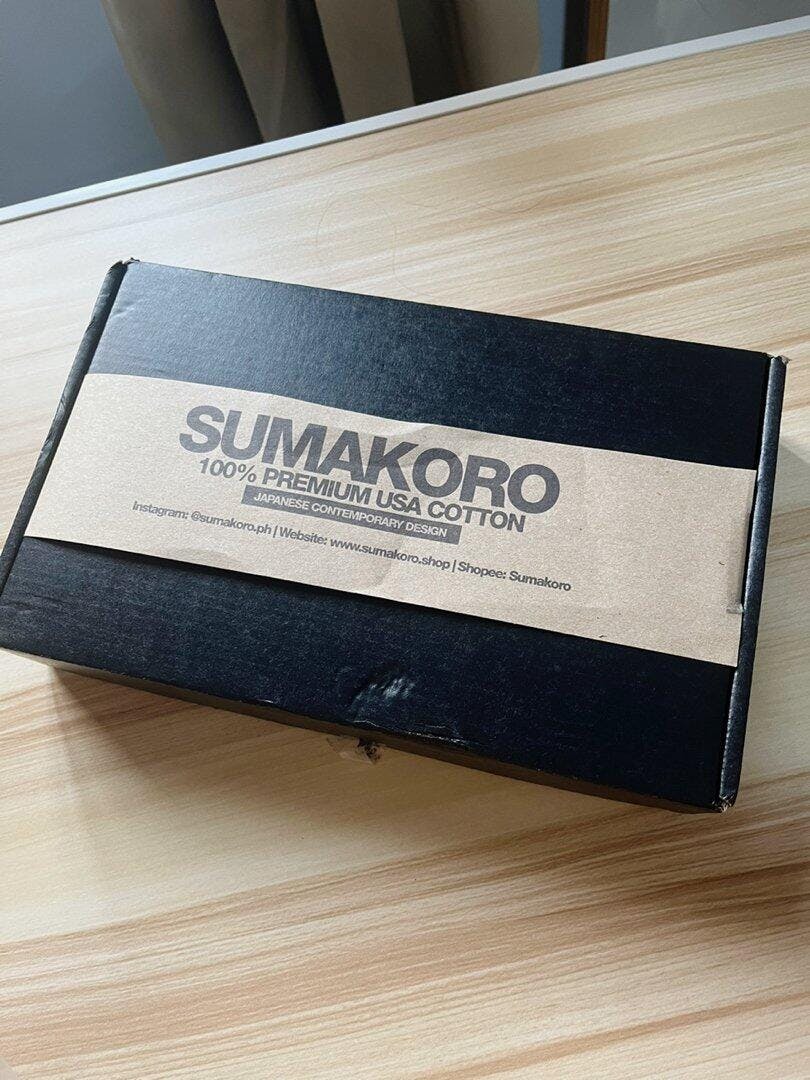 SUMAKORO
100% PREMIUM USA COTTON
JAPANESE CONTEMPORARY DESIGN
Instagram: @sumakoro.ph | Website: www.sumakoro.shop | Shopee: Sumakoro